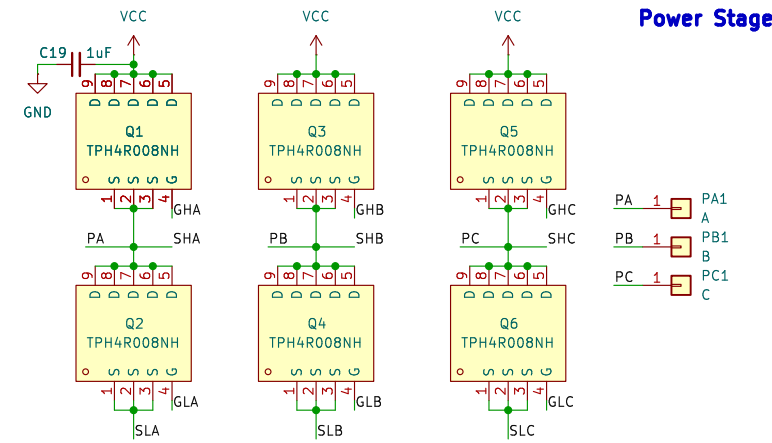 Power Stage
VCC VCC VCC
C19 1uF
GND
9 8 7 6 5 9 8 7 6 5 9 8 7 6 5
D D D D D D D D D D D D D D D
Q1 Q3 Q5
TPH4R008NH TPH4R008NH TPH4R008NH
S S S G S S S G S S S G
1 2 3 4 1 2 3 4 1 2 3 4
GHA GHB GHC
PA SHA PB SHB PC SHC
PA 1 PA1
A
PB 1 PB1
B
PC 1 PC1
C
9 8 7 6 5 9 8 7 6 5 9 8 7 6 5
D D D D D D D D D D D D D D D
Q2 Q4 Q6
TPH4R008NH TPH4R008NH TPH4R008NH
S S S G S S S G S S S G
1 2 3 4 1 2 3 4 1 2 3 4
GLA GLB GLC
SLA SLB SLC